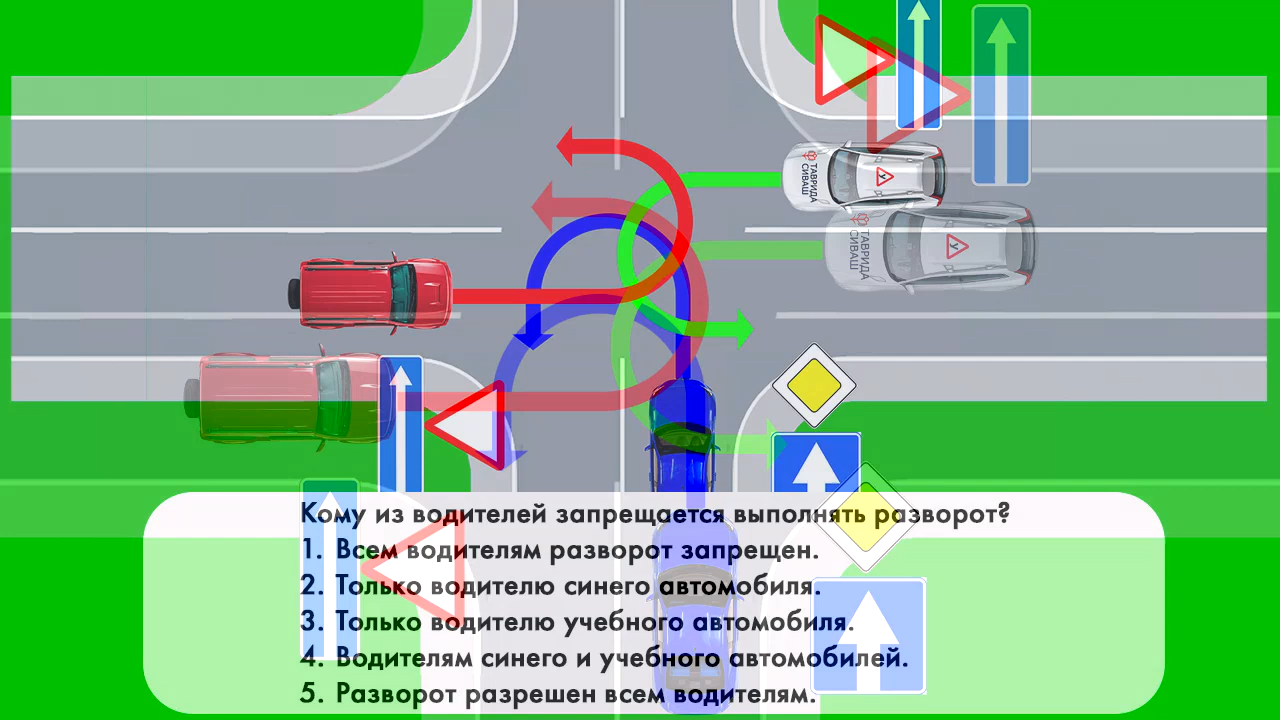 ТАВРИДА
СИВАШ
У
ТАВРИДА
СИВАШ
У
Кому из водителей запрещается выполнять разворот?
1. Всем водителям разворот запрещен.
2. Только водителю синего автомобиля.
3. Только водителю учебного автомобиля.
4. Водителям синего и учебного автомобилей.
5. Разворот разрешен всем водителям.